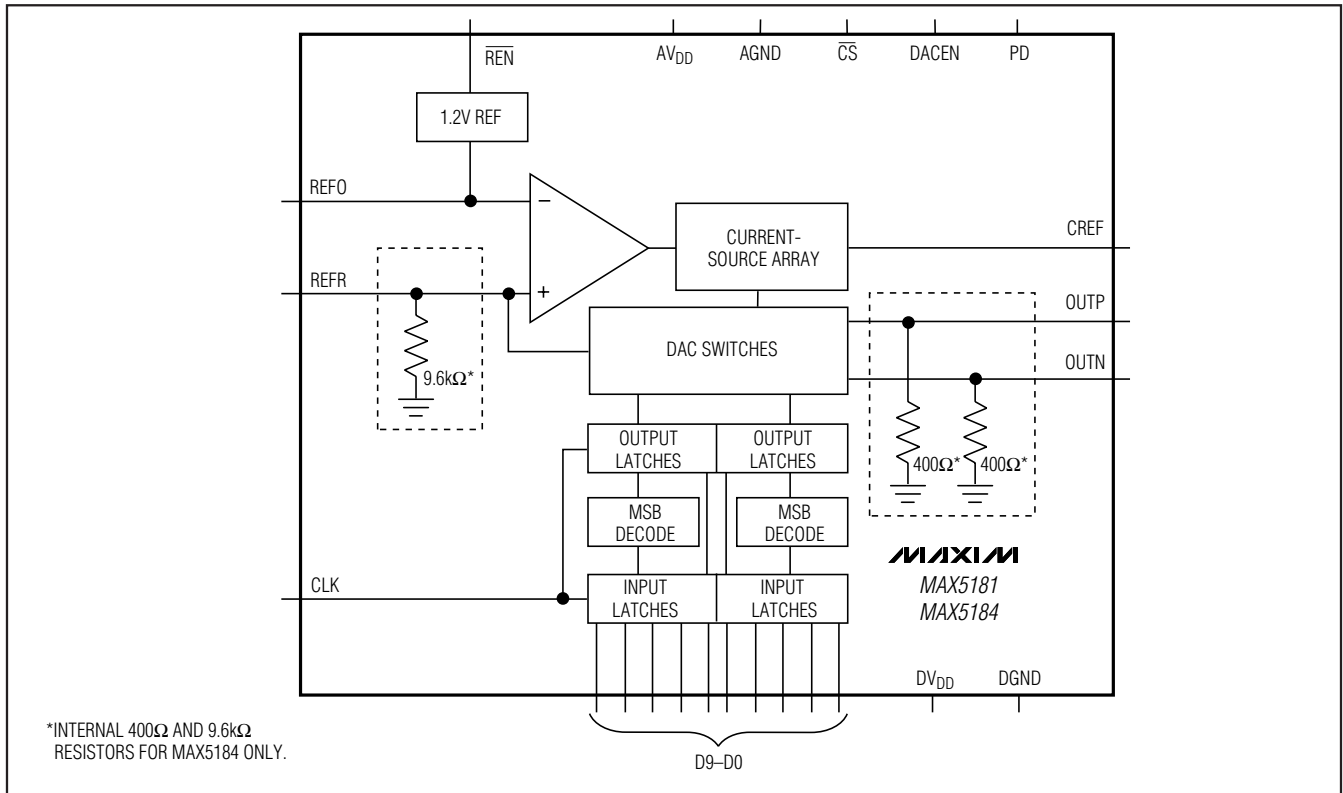 REN
AVDD
AGND
CS
DACEN
PD
1.2V REF
REFO
−
CURRENT-
SOURCE ARRAY
CREF
REFR
+
OUTP
DAC SWITCHES
OUTN
9.6kΩ*
OUTPUT
LATCHES
OUTPUT
LATCHES
400Ω*
400Ω*
MSB
DECODE
MSB
DECODE
MAXIM
MAX5181
MAX5184
CLK
INPUT
LATCHES
INPUT
LATCHES
DVDD
DGND
*INTERNAL 400Ω AND 9.6kΩ
RESISTORS FOR MAX5184 ONLY.
D9–D0